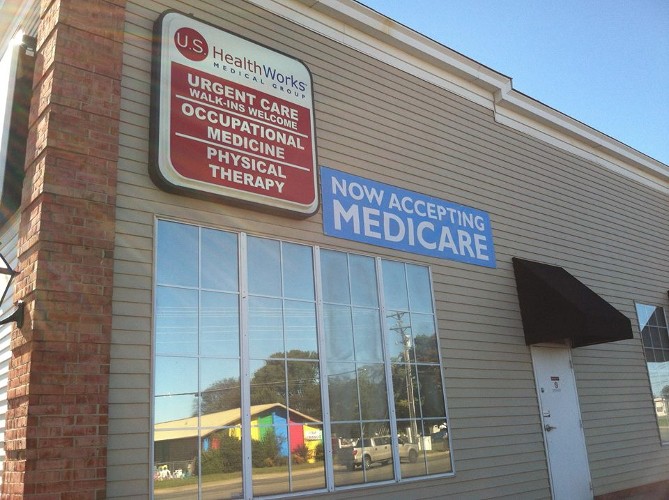 U.S. HealthWorks
MEDICAL GROUP
URGENT CARE
WALK-INS WELCOME
OCCUPATIONAL
MEDICINE
PHYSICAL
THERAPY
NOW ACCEPTING
MEDICARE